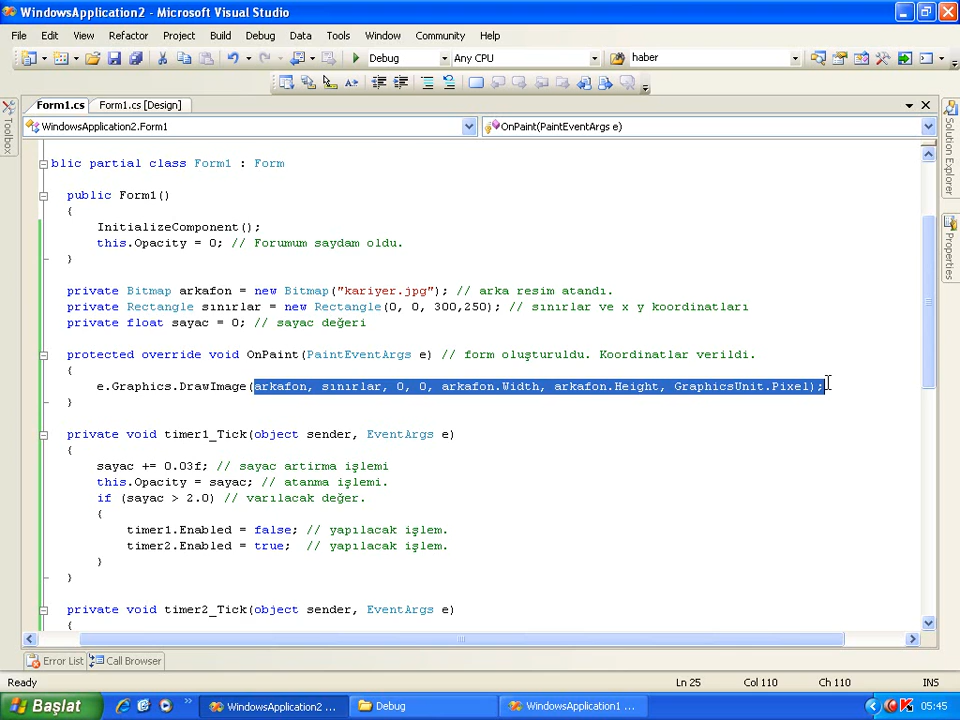 WindowsApplication2 - Microsoft Visual Studio
File Edit View Refactor Project Build Debug Data Tools Window Community Help
Debug Any CPU haber
Form1.cs Form1.cs [Design]
WindowsApplication2.Form1 OnPaint(PaintEventArgs e)
Toolbox
Solution Explorer
Properties
blic partial class Form1 : Form
public Form1()
{
InitializeComponent();
this.Opacity = 0; // Forumum saydam oldu.
}
private Bitmap arkafon = new Bitmap("kariyer.jpg"); // arka resim atandı.
private Rectangle sınırlar = new Rectangle(0, 0, 300,250); // sınırlar ve x y koordinatları
private float sayac = 0; // sayac değeri
protected override void OnPaint(PaintEventArgs e) // form oluşturuldu. Koordinatlar verildi.
{
e.Graphics.DrawImage(arkafon, sınırlar, 0, 0, arkafon.Width, arkafon.Height, GraphicsUnit.Pixel);
}
private void timer1_Tick(object sender, EventArgs e)
{
sayac += 0.03f; // sayac artirma işlemi
this.Opacity = sayac; // atanma işlemi.
if (sayac > 2.0) // varılacak değer.
{
timer1.Enabled = false; // yapılacak işlem.
timer2.Enabled = true; // yapılacak işlem.
}
}
private void timer2_Tick(object sender, EventArgs e)
{
Error List Call Browser
Ready Ln 25 Col 110 Ch 110 INS
Başlat WindowsApplication2 ... Debug WindowsApplication1 ... 05:45